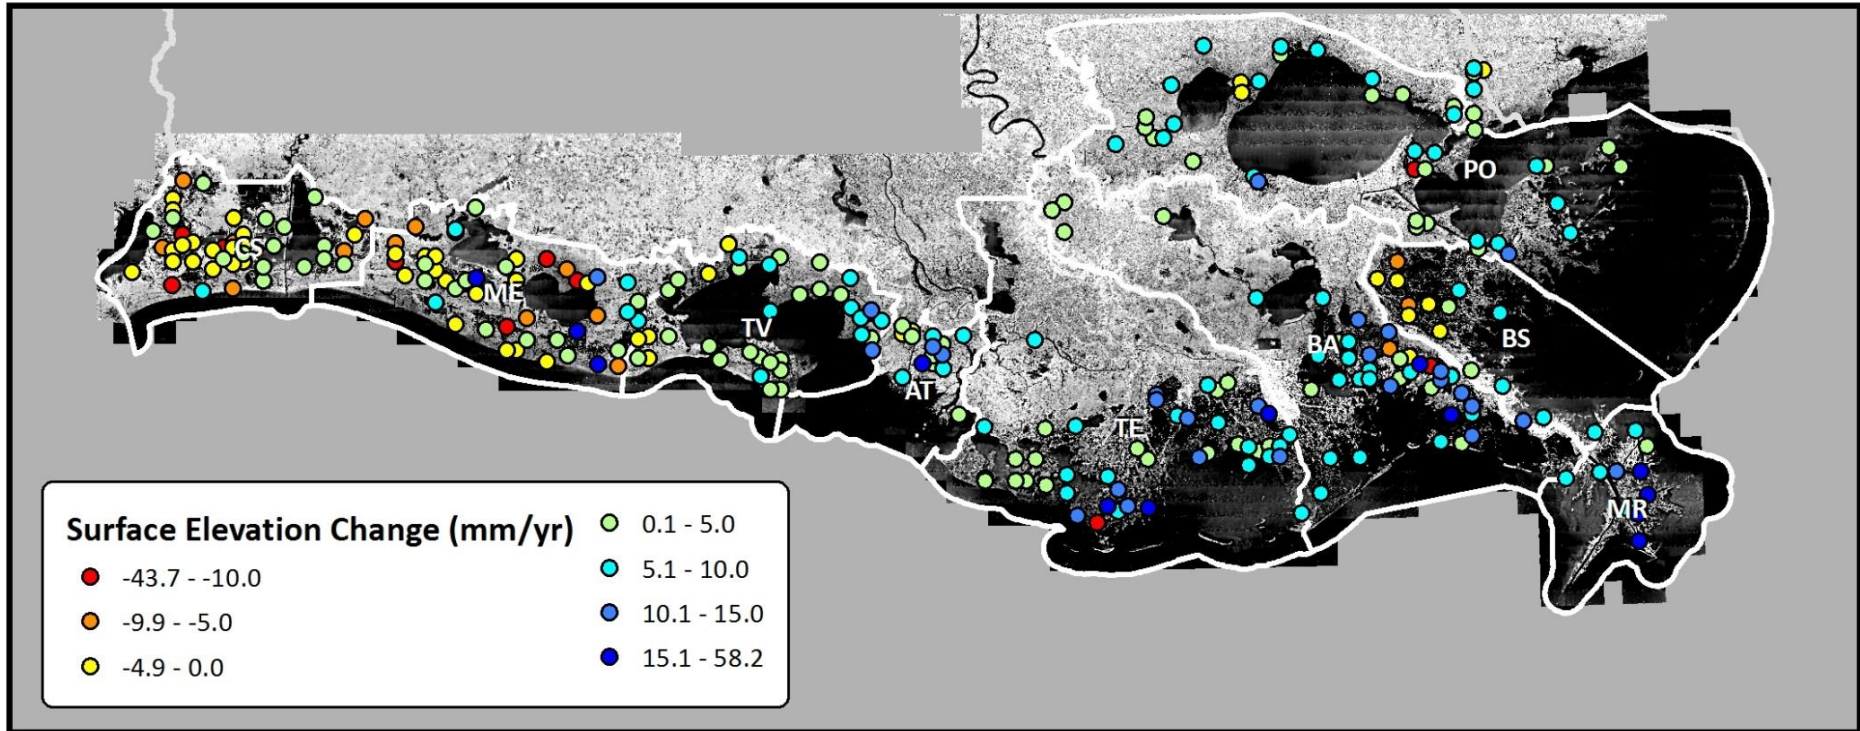 PO
CS
ME
TV
BA
BS
AT
TE
MR
Surface Elevation Change (mm/yr)
-43.7 - -10.0
-9.9 - -5.0
-4.9 - 0.0
0.1 - 5.0
5.1 - 10.0
10.1 - 15.0
15.1 - 58.2